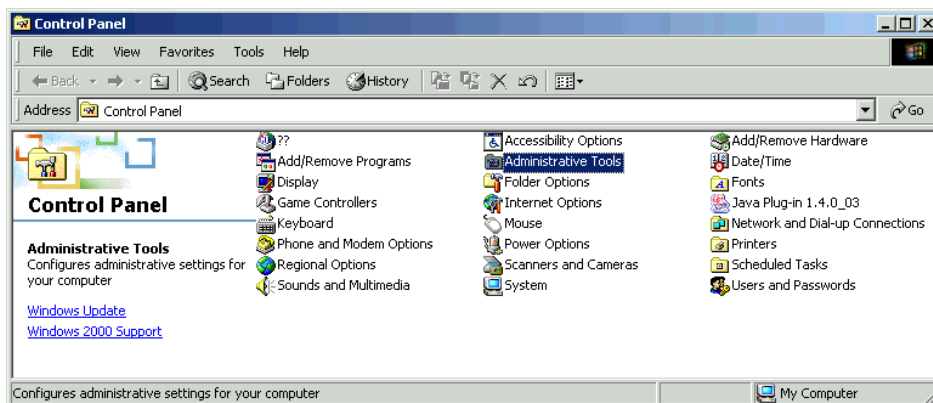 Control Panel
File Edit View Favorites Tools Help
Back Search Folders History
Address Control Panel Go
?? Accessibility Options Add/Remove Hardware
Add/Remove Programs Administrative Tools Date/Time
Display Folder Options Fonts
Game Controllers Internet Options Java Plug-in 1.4.0_03
Keyboard Mouse Network and Dial-up Connections
Phone and Modem Options Power Options Printers
Regional Options Scanners and Cameras Scheduled Tasks
Sounds and Multimedia System Users and Passwords
Control Panel
Administrative Tools
Configures administrative settings for
your computer
Windows Update
Windows 2000 Support
Configures administrative settings for your computer My Computer